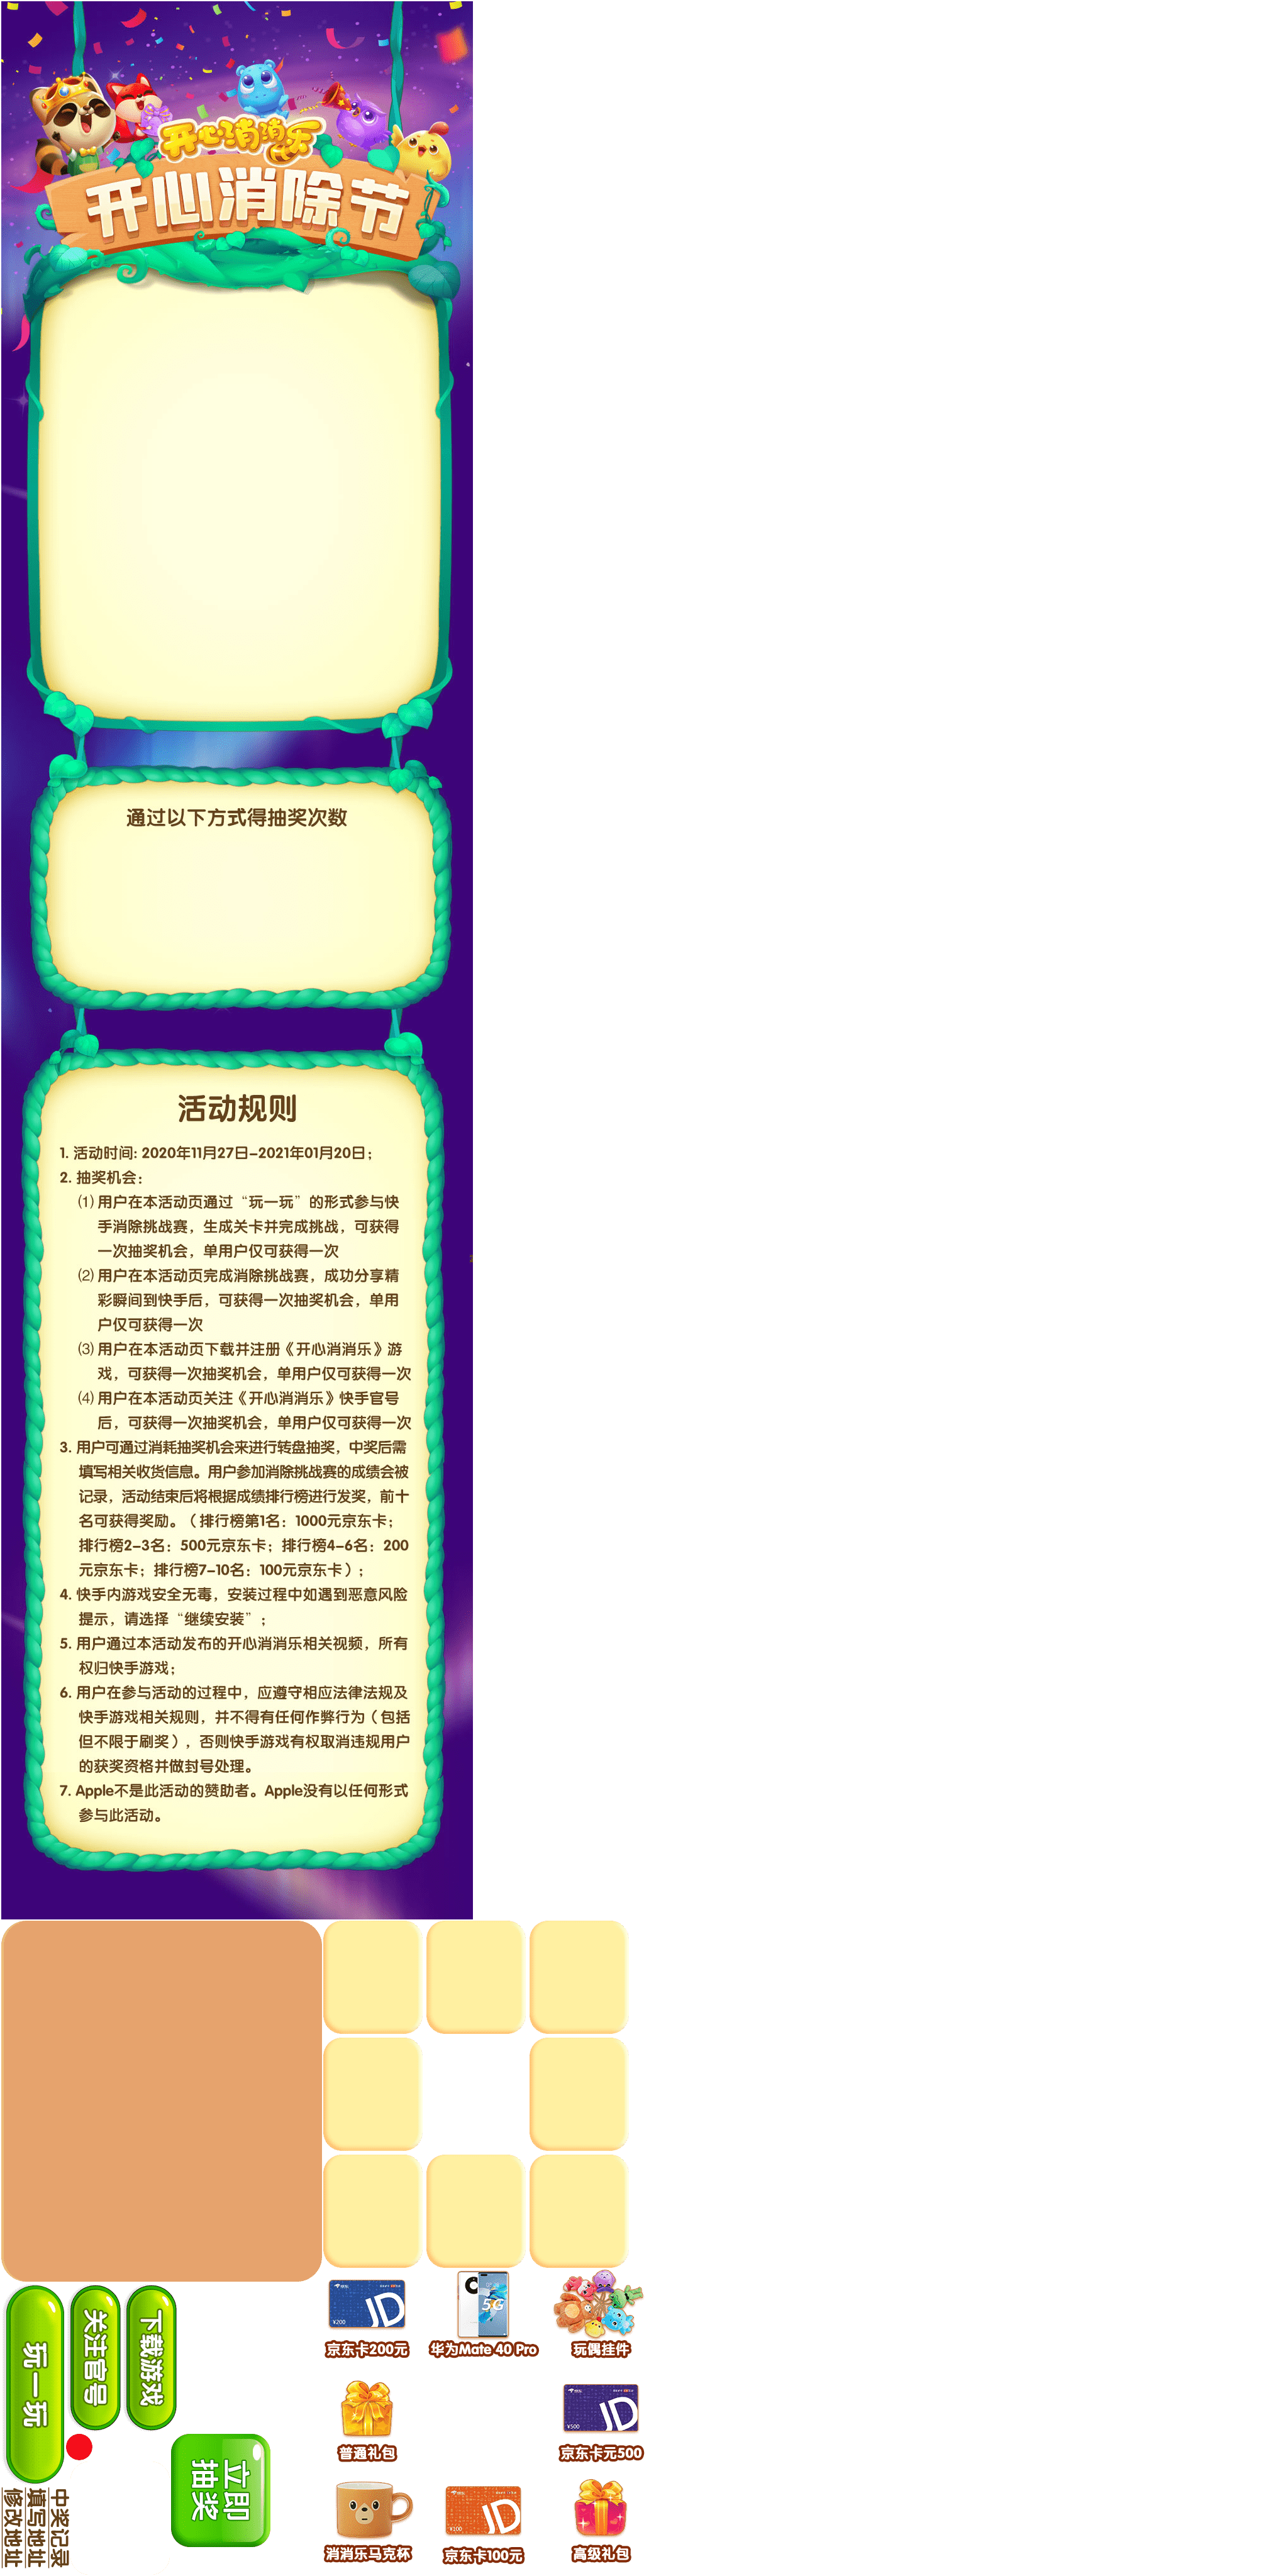 开心消消乐
开心消除节
通过以下方式得抽奖次数
活动规则
1. 活动时间: 2020年11月27日-2021年01月20日；
2. 抽奖机会：
(1) 用户在本活动页通过“玩一玩”的形式参与快
手消除挑战赛，生成关卡并完成挑战，可获得
一次抽奖机会，单用户仅可获得一次
(2) 用户在本活动页完成消除挑战赛，成功分享精
彩瞬间到快手后，可获得一次抽奖机会，单用
户仅可获得一次
(3) 用户在本活动页下载并注册《开心消消乐》游
戏，可获得一次抽奖机会，单用户仅可获得一次
(4) 用户在本活动页关注《开心消消乐》快手官号
后，可获得一次抽奖机会，单用户仅可获得一次
3. 用户可通过消耗抽奖机会来进行转盘抽奖，中奖后需
填写相关收货信息。用户参加消除挑战赛的成绩会被
记录，活动结束后将根据成绩排行榜进行发奖，前十
名可获得奖励。（排行榜第1名：1000元京东卡；
排行榜2-3名：500元京东卡；排行榜4-6名：200
元京东卡；排行榜7-10名：100元京东卡）；
4. 快手内游戏安全无毒，安装过程中如遇到恶意风险
提示，请选择“继续安装”；
5. 用户通过本活动发布的开心消消乐相关视频，所有
权归快手游戏；
6. 用户在参与活动的过程中，应遵守相应法律法规及
快手游戏相关规则，并不得有任何作弊行为（包括
但不限于刷奖），否则快手游戏有权取消违规用户
的获奖资格并做封号处理。
7. Apple不是此活动的赞助者。Apple没有以任何形式
参与此活动。
玩一玩
关注官号
下载游戏
立即
抽奖
中奖记录
填写地址
修改地址
¥200
JD
京东卡200元
5G
华为Mate 40 Pro
玩偶挂件
普通礼包
¥500
JD
京东卡元500
消消乐马克杯
¥100
JD
京东卡100元
高级礼包